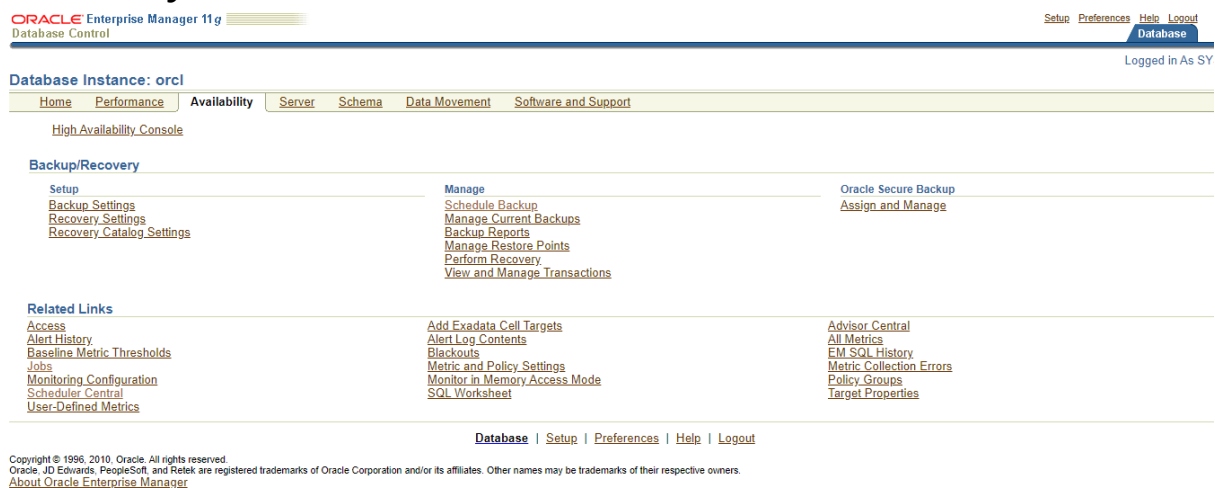 ORACLE Enterprise Manager 11g
Database Control
Setup Preferences Help Logout
Database
Logged in As SY
Database Instance: orcl
Home Performance Availability Server Schema Data Movement Software and Support
High Availability Console
Backup/Recovery
Setup
Backup Settings
Recovery Settings
Recovery Catalog Settings
Manage
Schedule Backup
Manage Current Backups
Backup Reports
Manage Restore Points
Perform Recovery
View and Manage Transactions
Oracle Secure Backup
Assign and Manage
Related Links
Access
Alert History
Baseline Metric Thresholds
Jobs
Monitoring Configuration
Scheduler Central
User-Defined Metrics
Add Exadata Cell Targets
Alert Log Contents
Blackouts
Metric and Policy Settings
Monitor in Memory Access Mode
SQL Worksheet
Advisor Central
All Metrics
EM SQL History
Metric Collection Errors
Policy Groups
Target Properties
Database | Setup | Preferences | Help | Logout
Copyright © 1996, 2010, Oracle. All rights reserved.
Oracle, JD Edwards, PeopleSoft, and Retek are registered trademarks of Oracle Corporation and/or its affiliates. Other names may be trademarks of their respective owners.
About Oracle Enterprise Manager